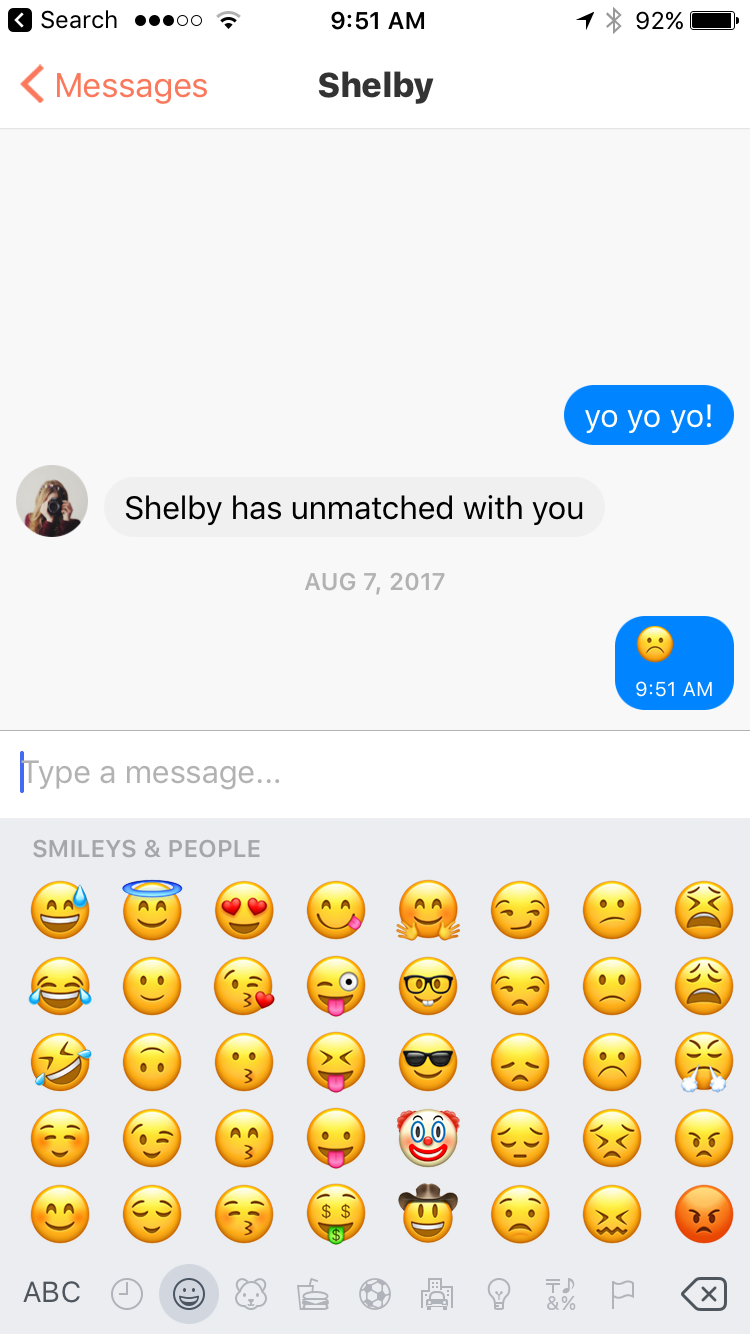 Search 9:51 AM 92%
Messages Shelby
yo yo yo!
Shelby has unmatched with you
AUG 7, 2017
☹️
9:51 AM
Type a message...
SMILEYS & PEOPLE
ABC &%